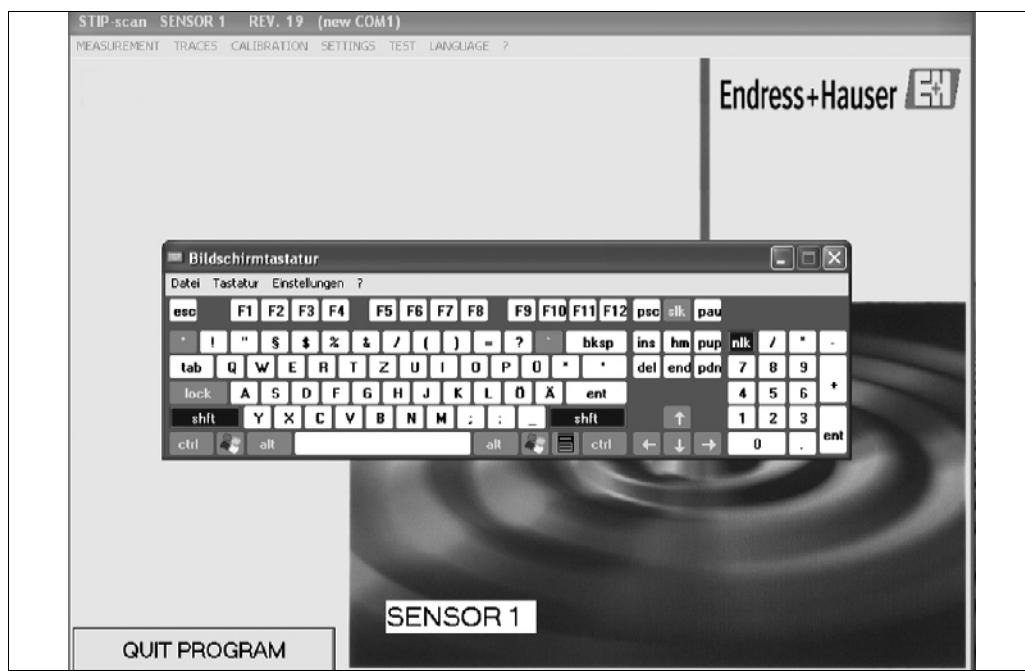 STIP-scan SENSOR 1 REV. 19 (new COM1)
MEASUREMENT TRACES CALIBRATION SETTINGS TEST LANGUAGE ?
Endress+Hauser
Bildschirmtastatur
Datei Tastatur Einstellungen ?
esc F1 F2 F3 F4 F5 F6 F7 F8 F9 F10 F11 F12 psc slk pau
° ! " § $ % & / ( ) = ? ` bksp ins hm pup nlk / * -
tab Q W E R T Z U I O P Ü * ' del end pdn 7 8 9 +
lock A S D F G H J K L Ö Ä ent 4 5 6
shft Y X C V B N M ; : _ shft ↑ 1 2 3 ent
ctrl alt alt ctrl ← ↓ → 0 .
SENSOR 1
QUIT PROGRAM